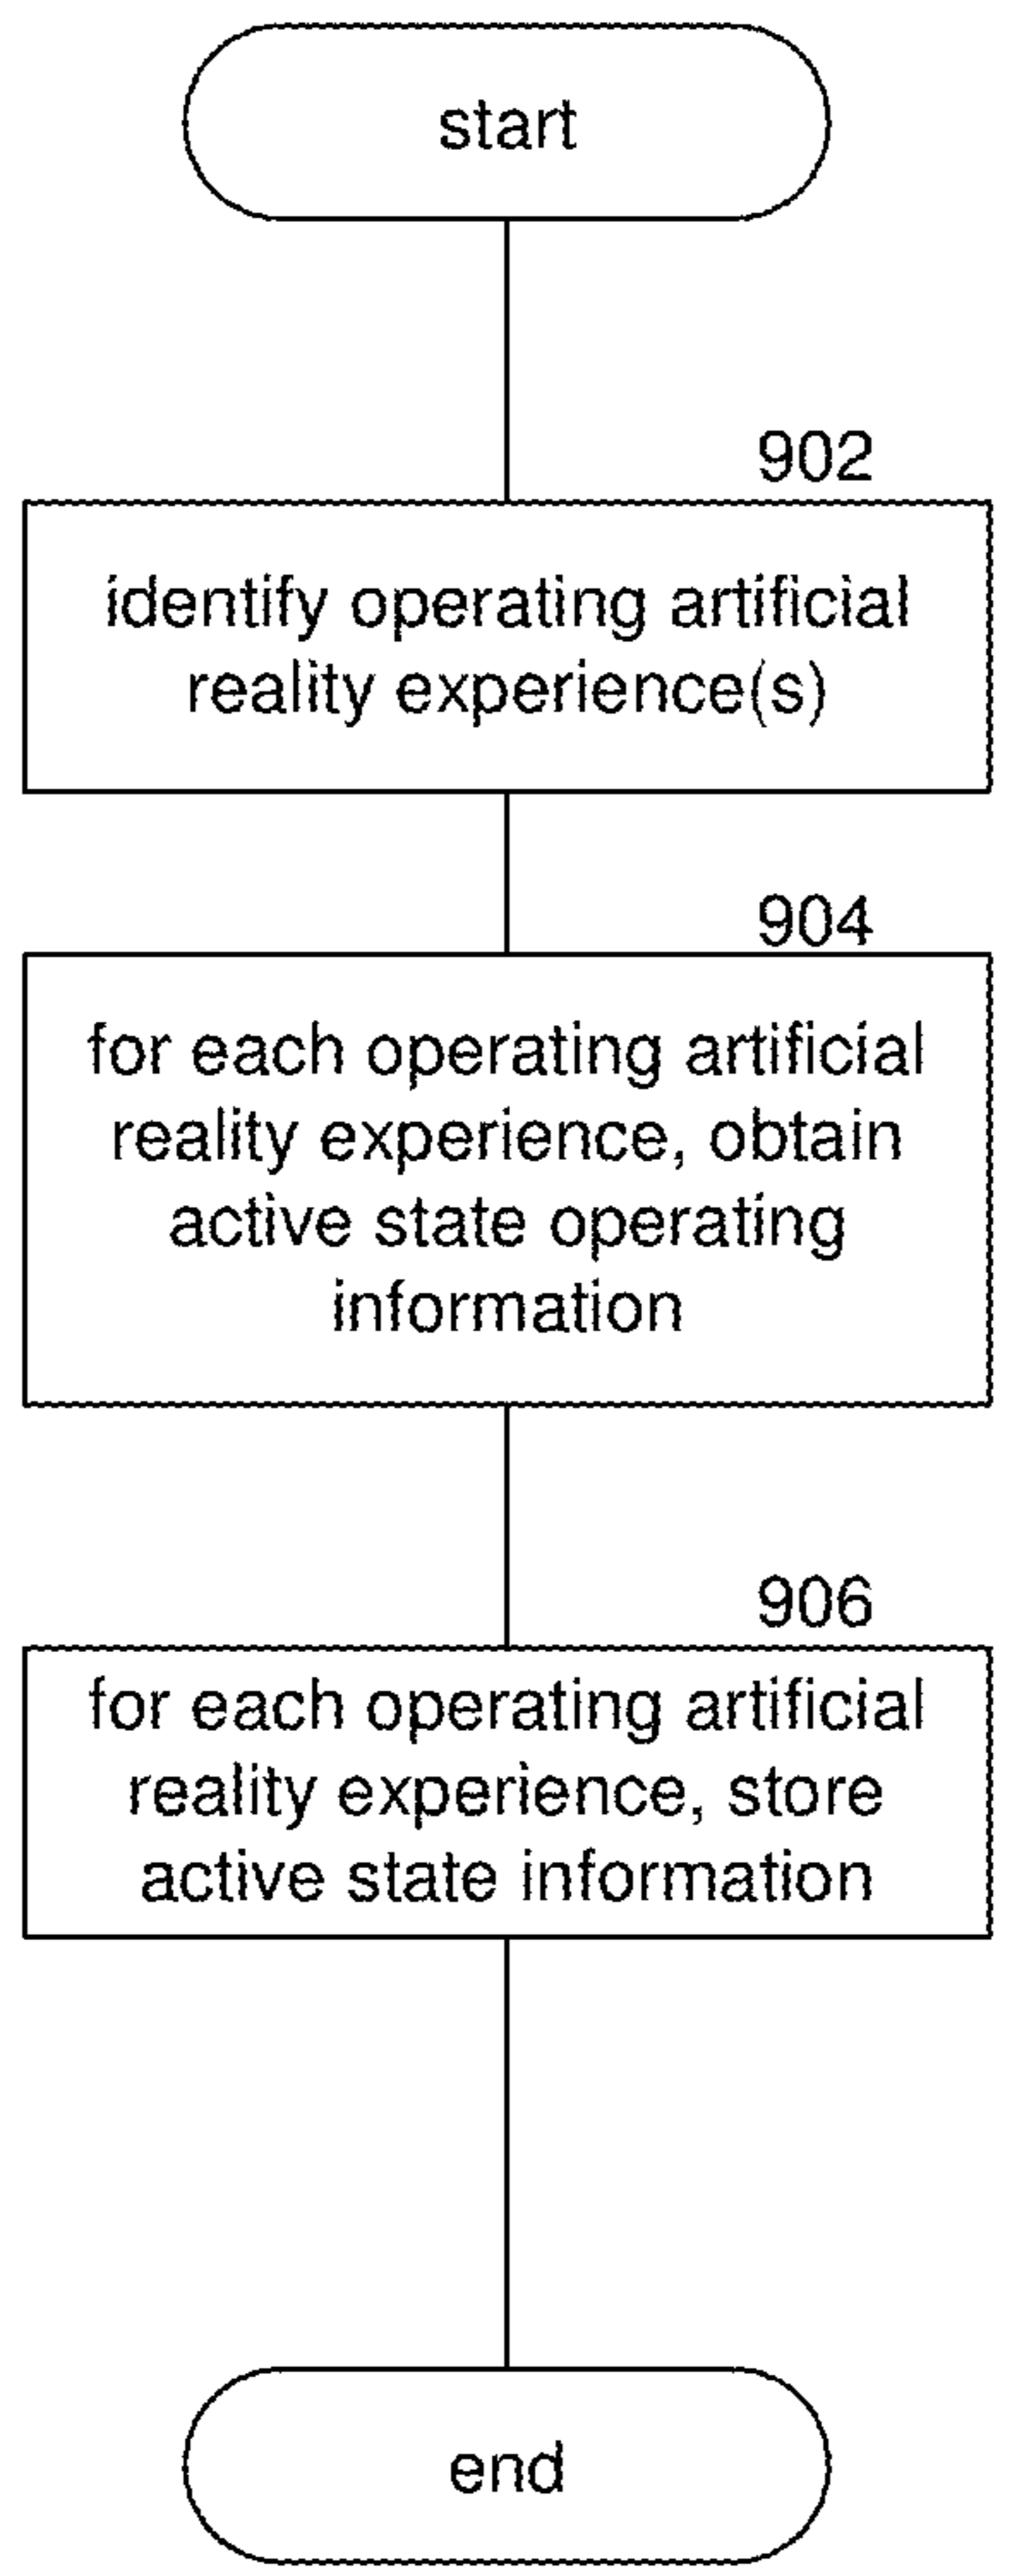 start
902
identify operating artificial
reality experience(s)
904
for each operating artificial
reality experience, obtain
active state operating
information
906
for each operating artificial
reality experience, store
active state information
end